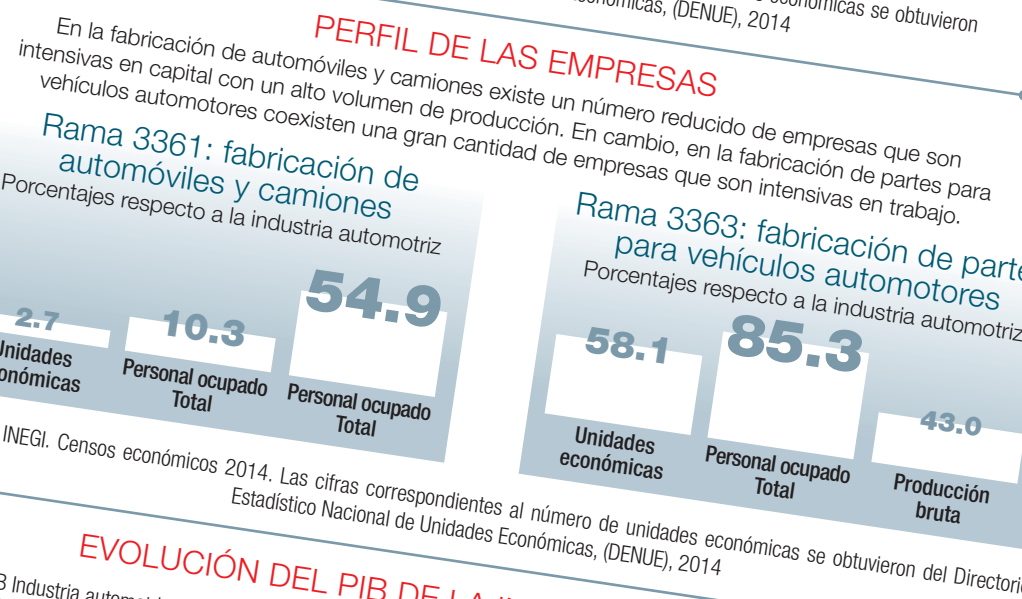 económicas se obtuvieron
(DENUE), 2014
PERFIL DE LAS EMPRESAS
En la fabricación de automóviles y camiones existe un número reducido de empresas que son
intensivas en capital con un alto volumen de producción. En cambio, en la fabricación de partes para
vehículos automotores coexisten una gran cantidad de empresas que son intensivas en trabajo.
Rama 3361: fabricación de
automóviles y camiones
Porcentajes respecto a la industria automotriz
2.7
10.3
54.9
Unidades
Personal ocupado
Total
Personal ocupado
Total
Rama 3363: fabricación de
para vehículos automotores
Porcentajes respecto a la industria automotriz
58.1
85.3
43.0
Unidades
económicas
Personal ocupado
Total
Producción
bruta
INEGI. Censos económicos 2014. Las cifras correspondientes al número de unidades económicas se obtuvieron del Directorio
Estadístico Nacional de Unidades Económicas, (DENUE), 2014
EVOLUCIÓN DEL PIB DE LA
Industria